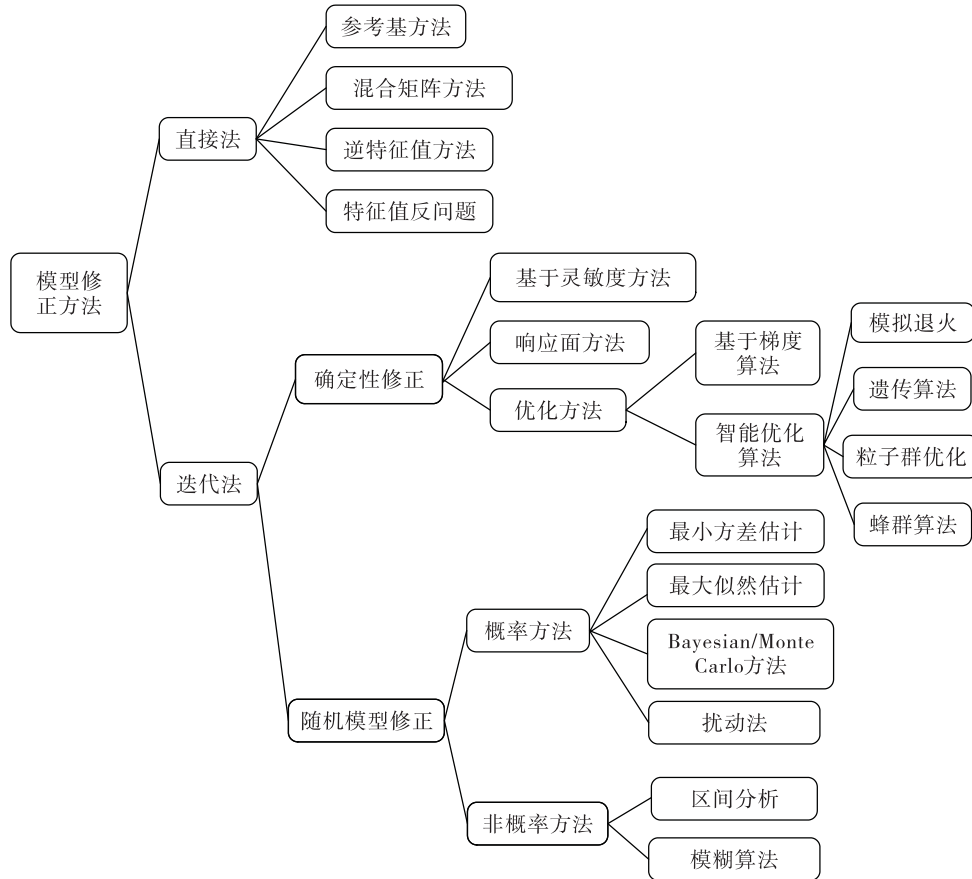 模型修
正方法
直接法
参考基方法
混合矩阵方法
逆特征值方法
特征值反问题
迭代法
确定性修正
基于灵敏度方法
响应面方法
优化方法
基于梯度
算法
智能优化
算法
模拟退火
遗传算法
粒子群优化
蜂群算法
随机模型修正
概率方法
最小方差估计
最大似然估计
Bayesian/Monte
Carlo方法
扰动法
非概率方法
区间分析
模糊算法